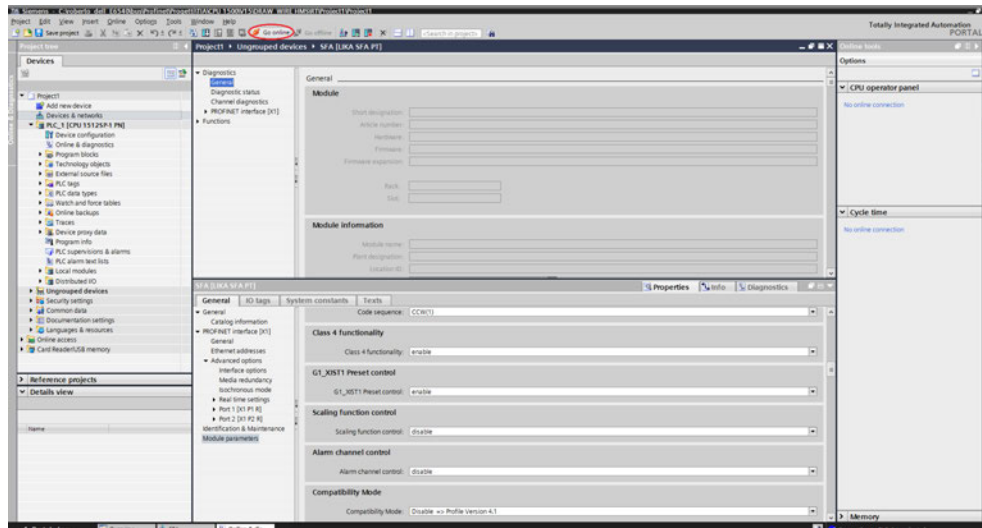 Project Edit View Insert Online Options Tools Window Help
Save project
Go online
Go offline
<Search in project>
Totally Integrated Automation
PORTAL
Project tree
Devices
Project1
Add new device
Devices & networks
PLC_1 [CPU 1512SP-1 PN]
Device configuration
Online & diagnostics
Program blocks
Technology objects
External source files
PLC tags
PLC data types
Watch and force tables
Online backups
Traces
Device proxy data
Program info
PLC supervisions & alarms
PLC alarm text lists
Local modules
Distributed I/O
Ungrouped devices
Security settings
Common data
Documentation settings
Languages & resources
Online access
Card Reader/USB memory
Reference projects
Details view
Name
Project1 Ungrouped devices SFA [LIKA SFA PT]
Diagnostics
General
Diagnostic status
Channel diagnostics
PROFINET interface [X1]
Functions
General
Module
Short designation:
Article number:
Hardware:
Firmware:
Firmware expansion:
Rack:
Slot:
Module information
Module name:
Plant designation:
Location ID:
SFA [LIKA SFA PT]
Properties
Info
Diagnostics
General
IO tags
System constants
Texts
General
Catalog information
PROFINET interface [X1]
General
Ethernet addresses
Advanced options
Interface options
Media redundancy
Isochronous mode
Real time settings
Port 1 [X1 P1 R]
Port 2 [X1 P2 R]
Identification & Maintenance
Module parameters
Code sequence: CCW(1)
Class 4 functionality
Class 4 functionality: enable
G1_XIST1 Preset control
G1_XIST1 Preset control: enable
Scaling function control
Scaling function control: disable
Alarm channel control
Alarm channel control: disable
Compatibility Mode
Compatibility Mode: Disable => Profile Version 4.1
Online tools
Options
CPU operator panel
No online connection
Cycle time
No online connection
Memory